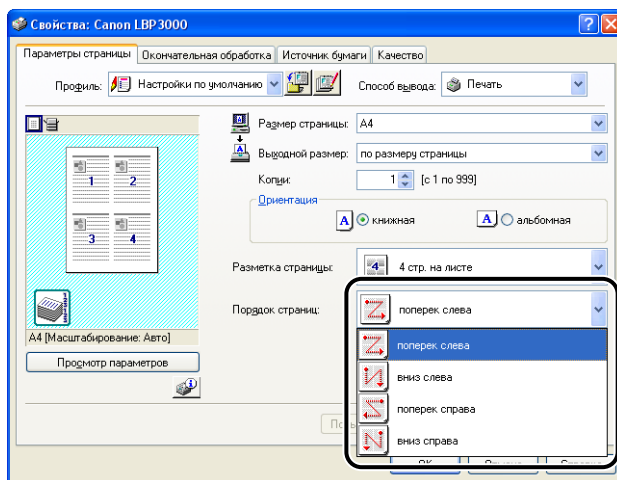 Свойства: Canon LBP3000
Параметры страницы Окончательная обработка Источник бумаги Качество
Профиль: Настройки по умолчанию Способ вывода: Печать
Размер страницы: A4
Выходной размер: по размеру страницы
Копии: 1 [с 1 по 999]
Ориентация
A книжная A альбомная
1 2
3 4
Разметка страницы: 4 4 стр. на листе
Порядок страниц: поперек слева
поперек слева
вниз слева
поперек справа
вниз справа
A4 [Масштабирование: Авто]
Просмотр параметров